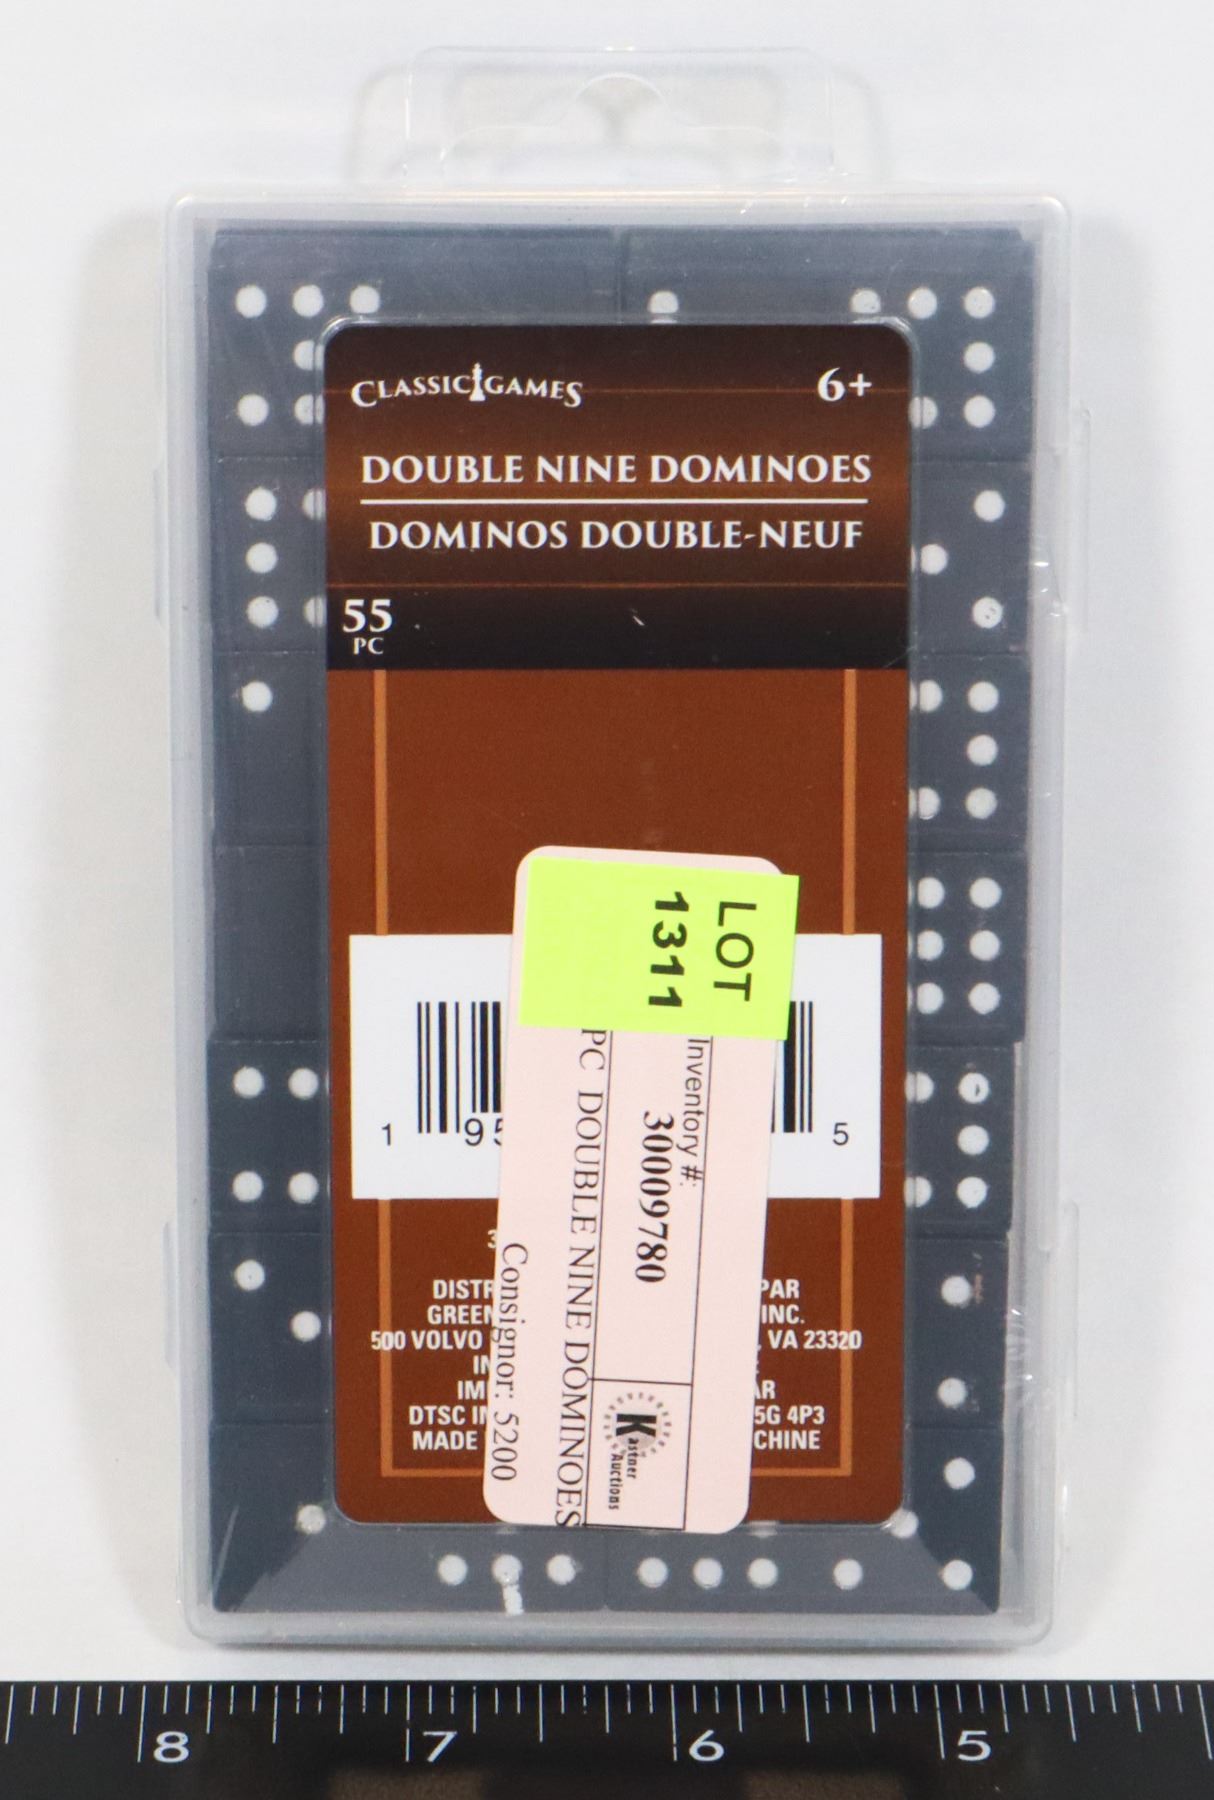 CLASSIC GAMES
6+
DOUBLE NINE DOMINOES
DOMINOS DOUBLE-NEUF
55
PC
LOT
1311
Inventory #:
30009780
PC DOUBLE NINE DOMINOES
Consignor: 5200
Kastner
Auctions
1 95 5
3
DISTR PAR
GREEN INC.
500 VOLVO , VA 23320
IN
IM AR
DTSC IN 5G 4P3
MADE CHINE
8 7 6 5